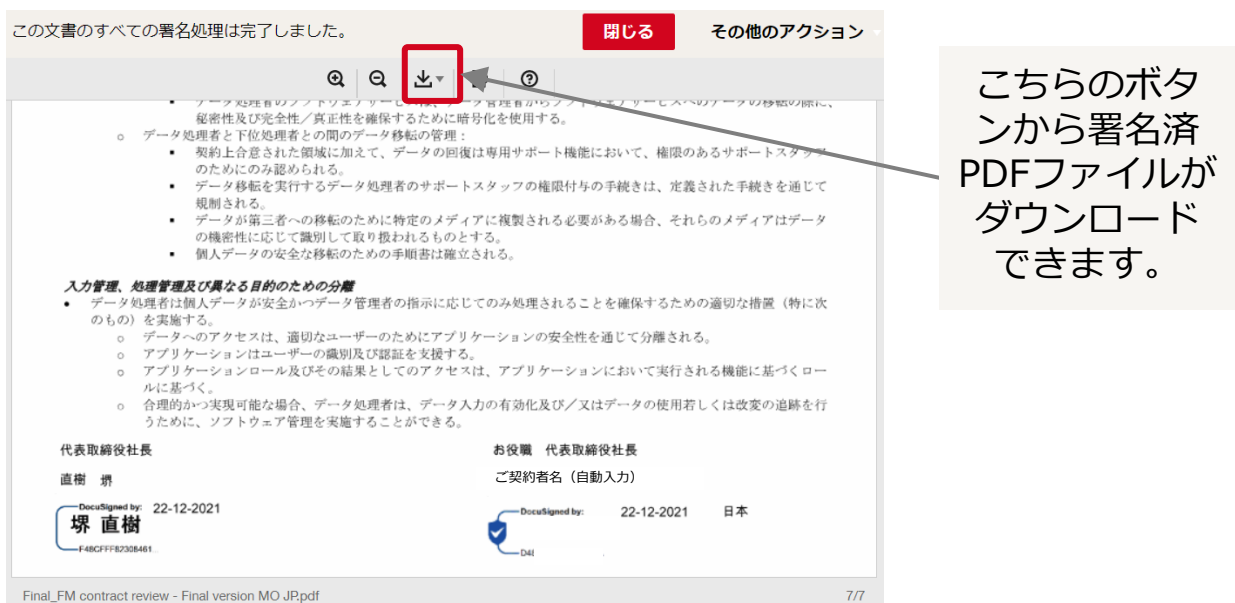 この文書のすべての署名処理は完了しました。
閉じる
その他のアクション
秘密性及び完全性／真正性を確保するために暗号化を使用する。
データ処理者と下位処理者との間のデータ移転の管理：
契約上合意された領域に加えて、データの回復は専用サポート機能において、権限のあるサポートスタッフ
のためにのみ認められる。
データ移転を実行するデータ処理者のサポートスタッフの権限付与の手続きは、定義された手続きを通じて
規制される。
データが第三者への移転のために特定のメディアに複製される必要がある場合、それらのメディアはデータ
の機密性に応じて識別して取り扱われるものとする。
個人データの安全な移転のための手順書は確立される。
入力管理、処理管理及び異なる目的のための分離
データ処理者は個人データが安全かつデータ管理者の指示に応じてのみ処理されることを確保するための適切な措置（特に次
のもの）を実施する。
データへのアクセスは、適切なユーザーのためにアプリケーションの安全性を通じて分離される。
アプリケーションはユーザーの識別及び認証を支援する。
アプリケーションロール及びその結果としてのアクセスは、アプリケーションにおいて実行される機能に基づくロー
ルに基づく。
合理的かつ実現可能な場合、データ処理者は、データ入力の有効化及び／又はデータの使用若しくは改変の追跡を行
うために、ソフトウェア管理を実施することができる。
代表取締役社長
直樹 堺
DocuSigned by:
22-12-2021
堺 直樹
F48CFFF82308461...
お役職 代表取締役社長
ご契約者名（自動入力）
DocuSigned by:
22-12-2021
日本
Final_FM contract review - Final version MO JP.pdf
7/7
こちらのボタ
ンから署名済
PDFファイルが
ダウンロード
できます。